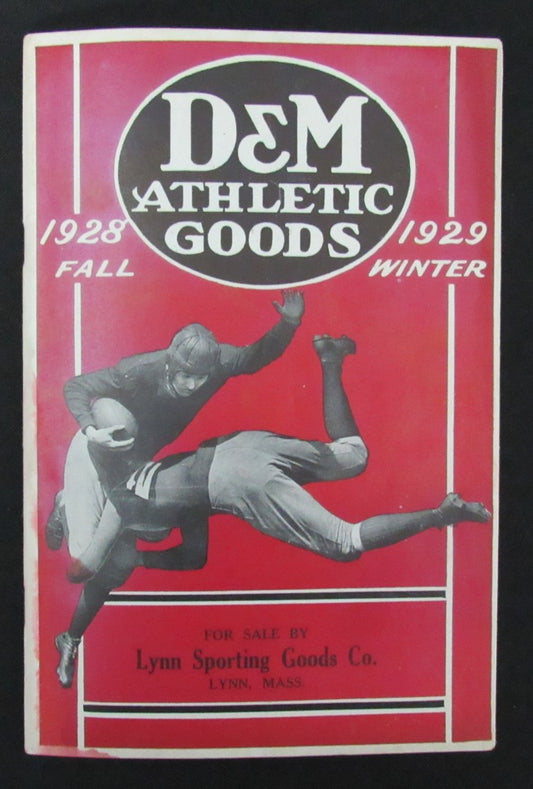 D&M
ATHLETIC
GOODS
1928 1929
FALL WINTER
FOR SALE BY
Lynn Sporting Goods Co.
LYNN, MASS.